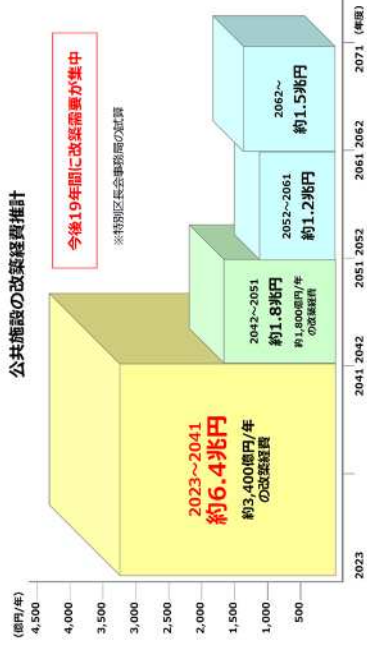 公共施設の改築経費推計
(億円/年)
4,500
4,000
3,500
3,000
2,500
2,000
1,500
1,000
500
今後19年間に改築需要が集中
※特別区長会事務局の試算
2023～2041
約6.4兆円
約3,400億円/年
の改築経費
2042～2051
約1.8兆円
約1,800億円/年
の改築経費
2052～2061
約1.2兆円
2062～
約1.5兆円
2023
2041
2042
2051
2052
2061
2062
2071
(年度)